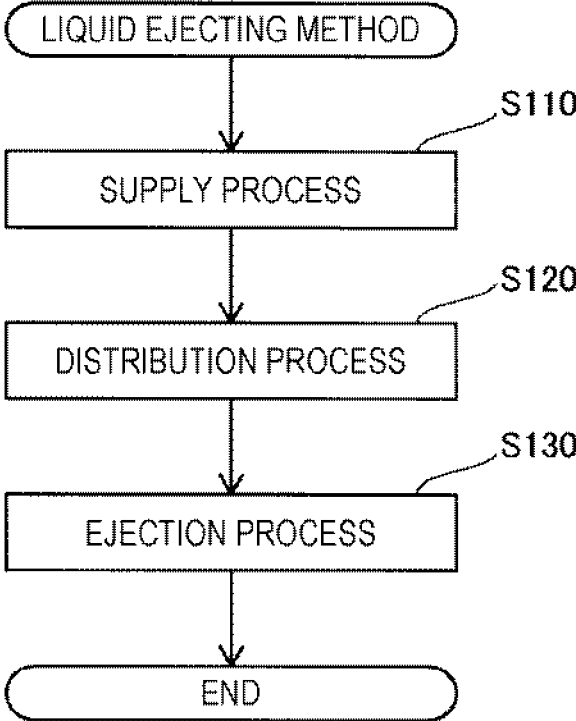 LIQUID EJECTING METHOD
S110
SUPPLY PROCESS
S120
DISTRIBUTION PROCESS
S130
EJECTION PROCESS
END